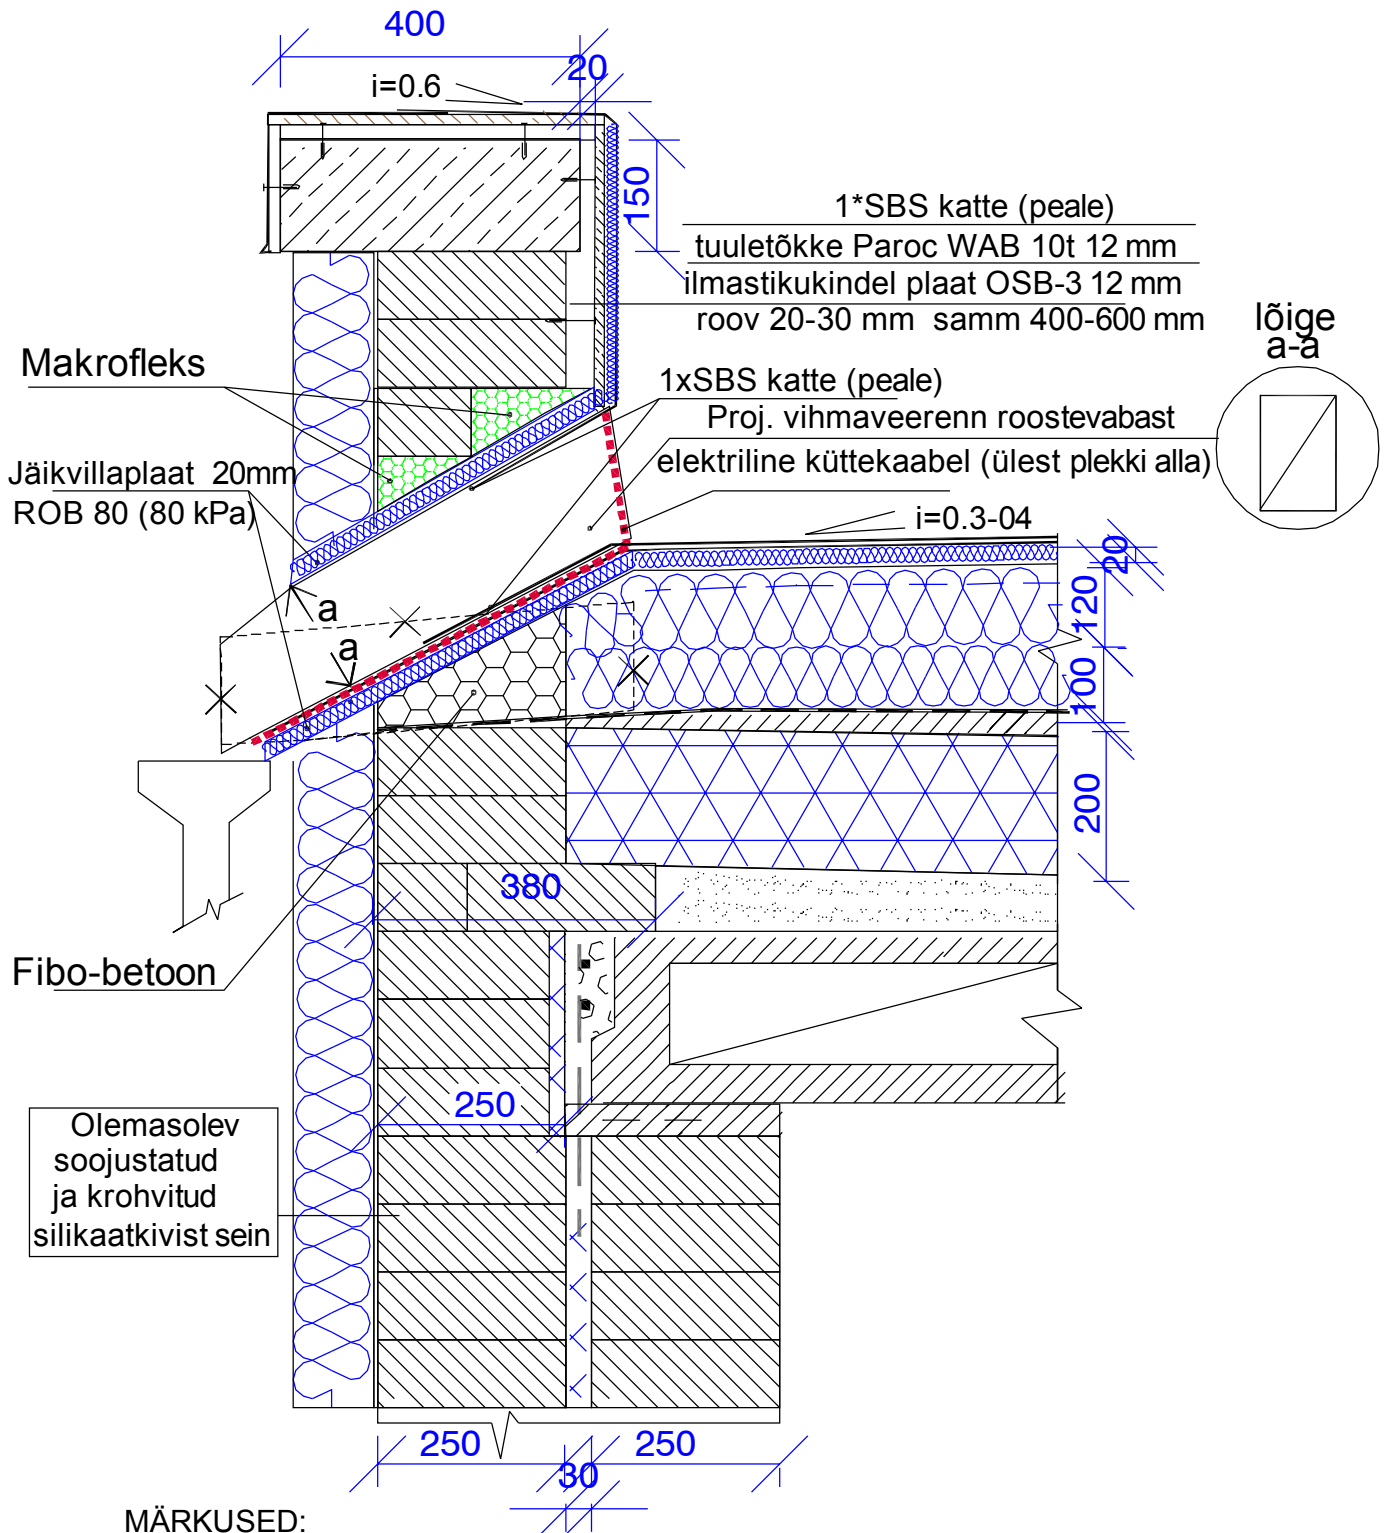 400
20
i=0.6
150
1*SBS katte (peale)
tuuletõkke Paroc WAB 10t 12 mm
ilmastikukindel plaat OSB-3 12 mm
roov 20-30 mm samm 400-600 mm
lõige
a-a
Makrofleks
1xSBS katte (peale)
Proj. vihmaveerenn roostevabast
elektriline küttekaabel (ülest plekki alla)
Jäikvillaplaat 20mm
ROB 80 (80 kPa)
i=0.3-04
20
120
100
200
a
a
380
Fibo-betoon
250
Olemasolev
soojustatud
ja krohvitud
silikaatkivist sein
250
250
30
MÄRKUSED: